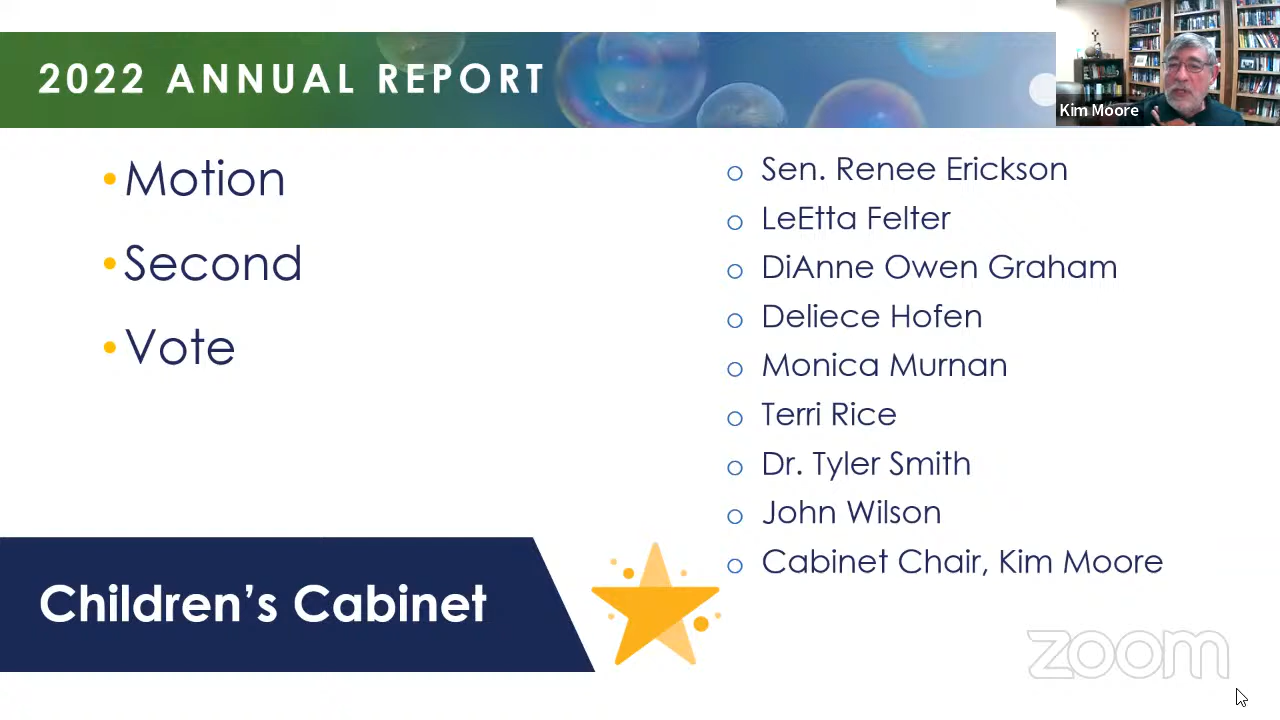 2022 ANNUAL REPORT
Kim Moore
•Motion
•Second
•Vote
o Sen. Renee Erickson
o LeEtta Felter
o DiAnne Owen Graham
o Deliece Hofen
o Monica Murnan
o Terri Rice
o Dr. Tyler Smith
o John Wilson
o Cabinet Chair, Kim Moore
Children's Cabinet
zoom